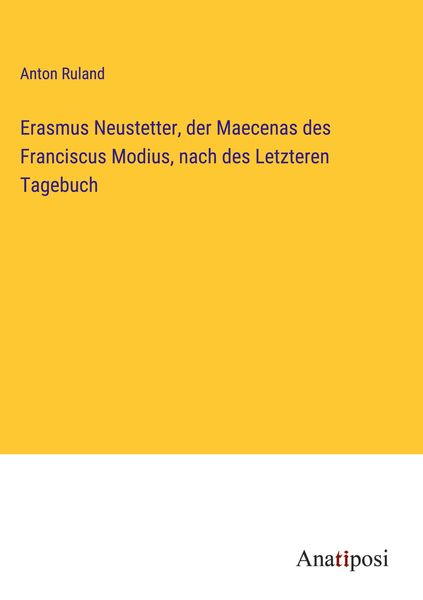 Anton Ruland
Erasmus Neustetter, der Maecenas des
Franciscus Modius, nach des Letzteren
Tagebuch
Anatiposi